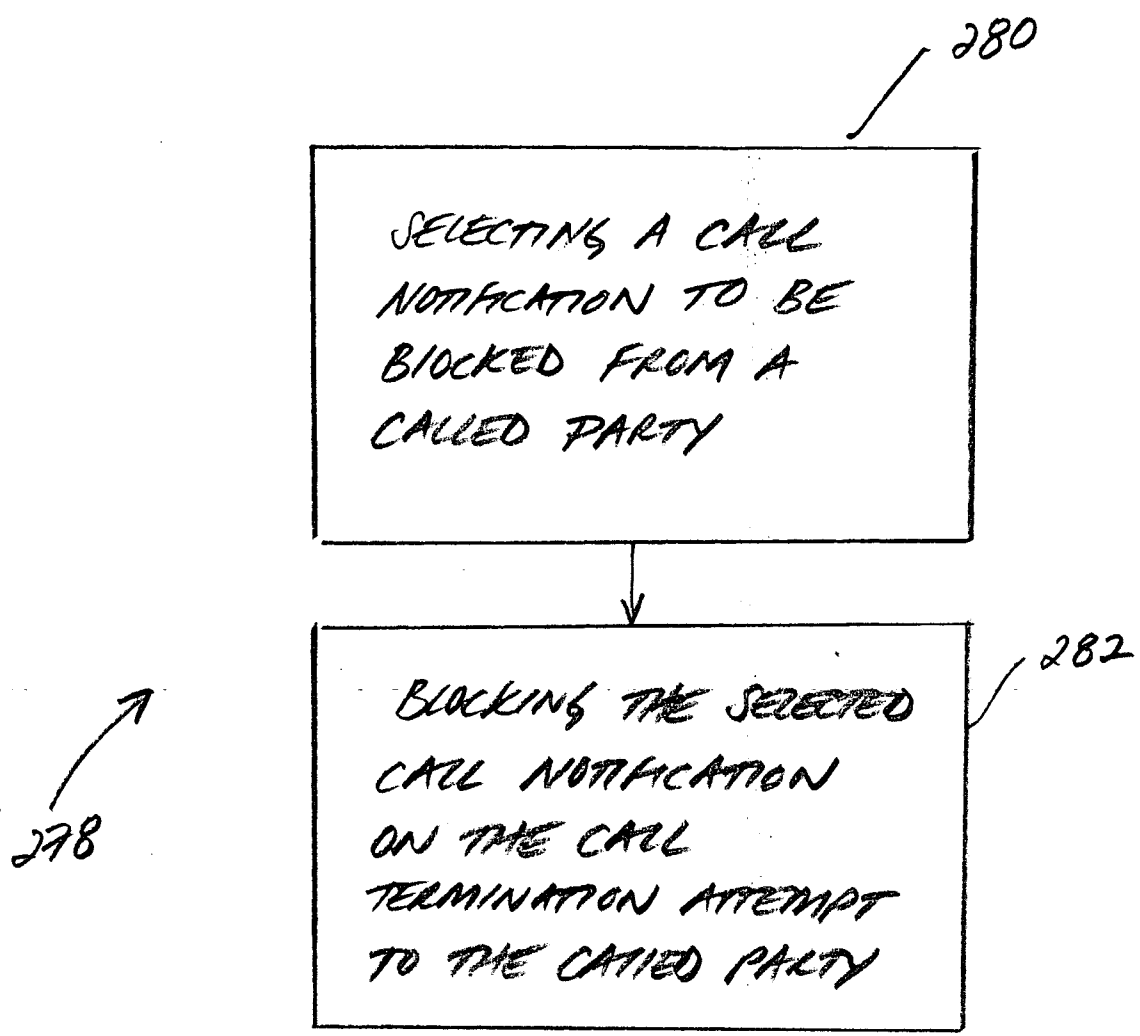 280
SELECTING A CALL
NOTIFICATION TO BE
BLOCKED FROM A
CALLED PARTY
282
BLOCKING THE SELECTED
CALL NOTIFICATION
ON THE CALL
TERMINATION ATTEMPT
TO THE CALLED PARTY
278